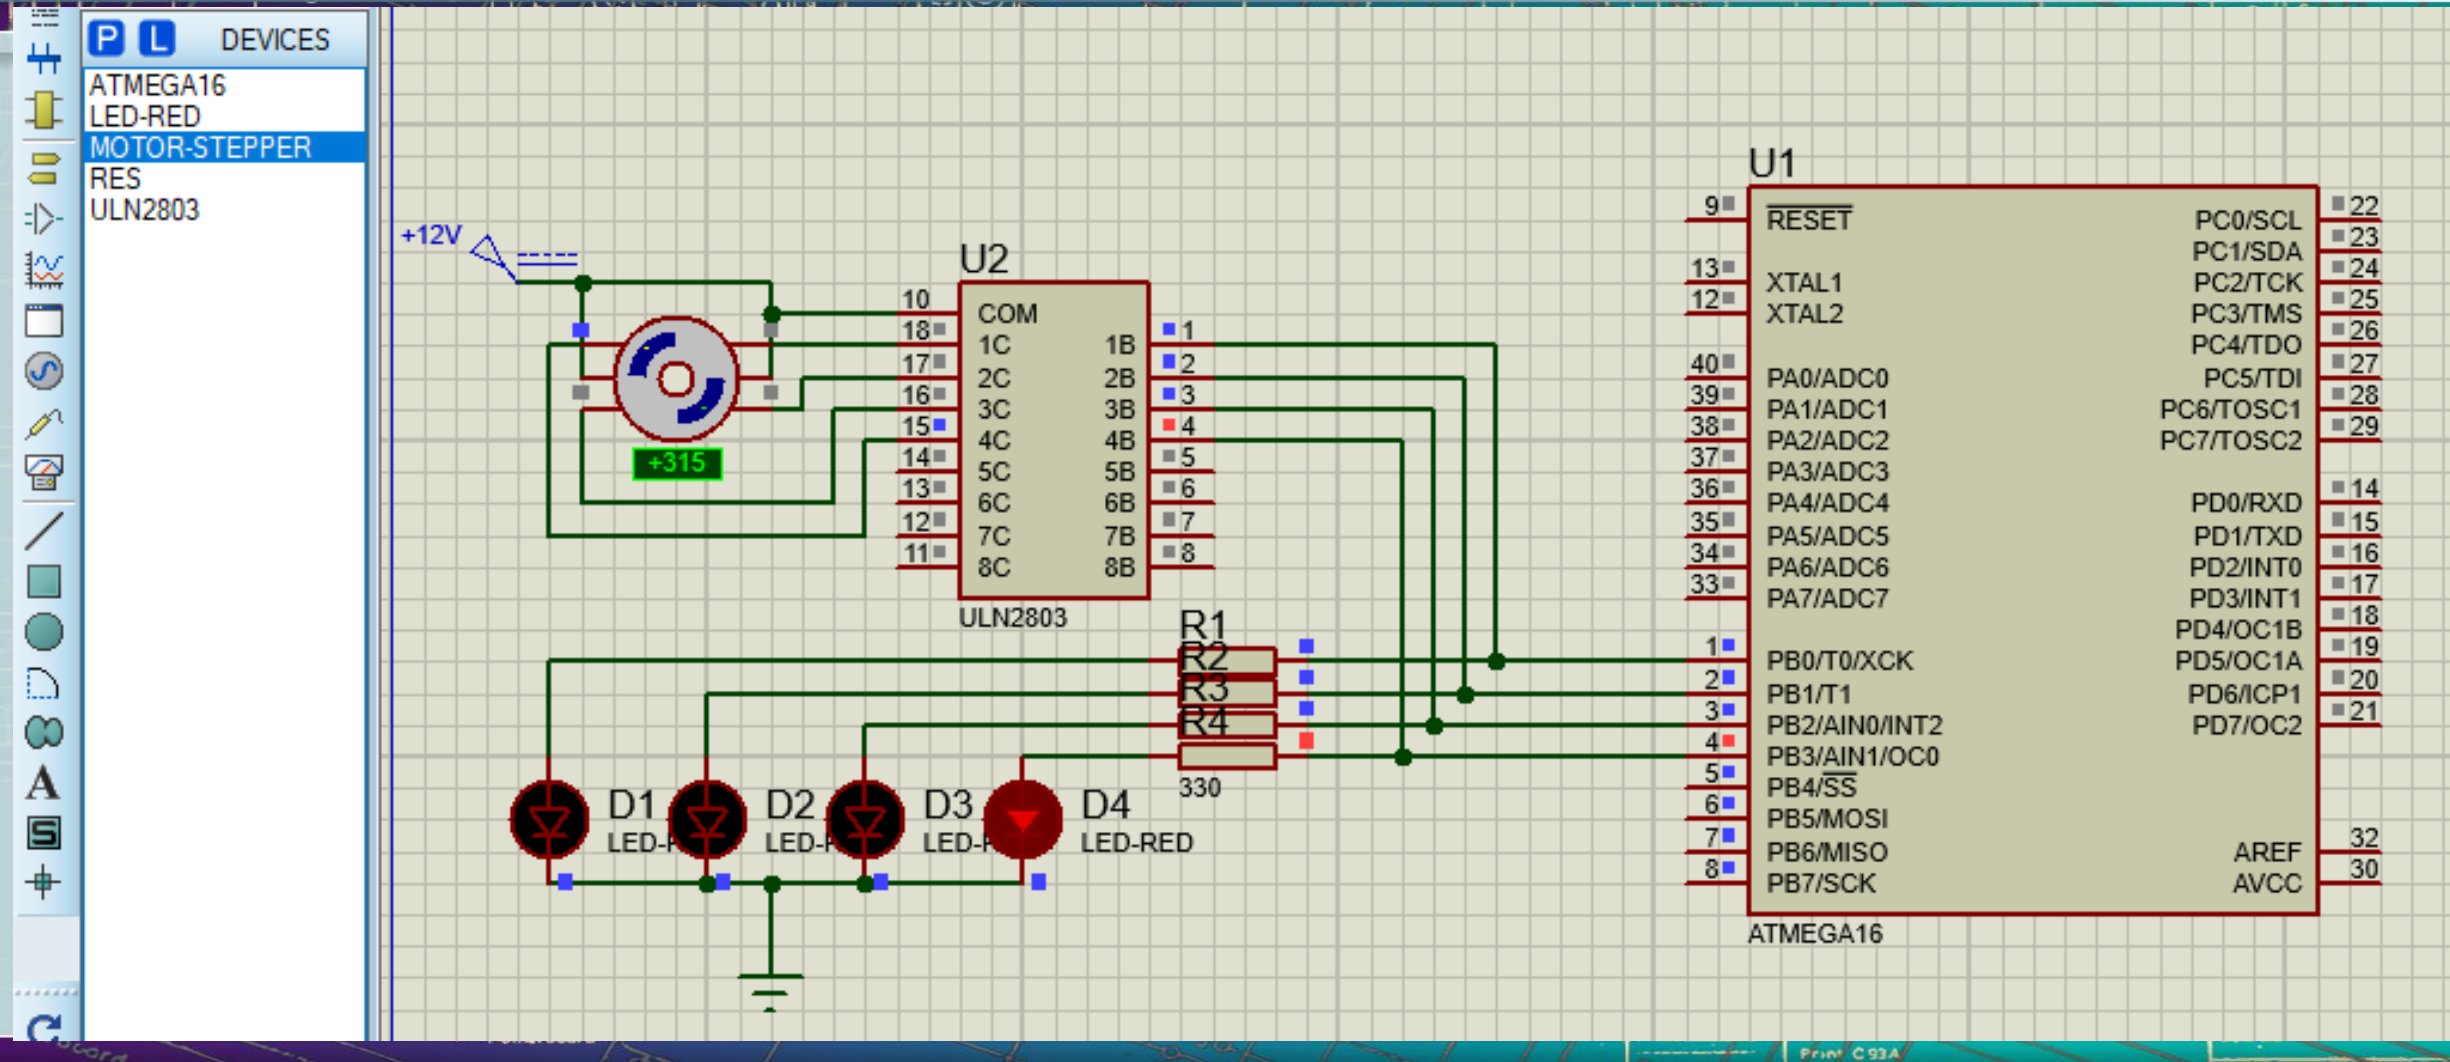 P L DEVICES
ATMEGA16
LED-RED
MOTOR-STEPPER
RES
ULN2803
A
S
+12V
+315
U2
10
18
17
16
15
14
13
12
11
COM
1C
2C
3C
4C
5C
6C
7C
8C
1B
2B
3B
4B
5B
6B
7B
8B
1
2
3
4
5
6
7
8
ULN2803
R1
R2
R3
R4
330
D1
LED-
D2
LED-
D3
LED-
D4
LED-RED
U1
9 RESET
13 XTAL1
12 XTAL2
40 PA0/ADC0
39 PA1/ADC1
38 PA2/ADC2
37 PA3/ADC3
36 PA4/ADC4
35 PA5/ADC5
34 PA6/ADC6
33 PA7/ADC7
1 PB0/T0/XCK
2 PB1/T1
3 PB2/AIN0/INT2
4 PB3/AIN1/OC0
5 PB4/SS
6 PB5/MOSI
7 PB6/MISO
8 PB7/SCK
PC0/SCL 22
PC1/SDA 23
PC2/TCK 24
PC3/TMS 25
PC4/TDO 26
PC5/TDI 27
PC6/TOSC1 28
PC7/TOSC2 29
PD0/RXD 14
PD1/TXD 15
PD2/INT0 16
PD3/INT1 17
PD4/OC1B 18
PD5/OC1A 19
PD6/ICP1 20
PD7/OC2 21
AREF 32
AVCC 30
ATMEGA16
Print C93A